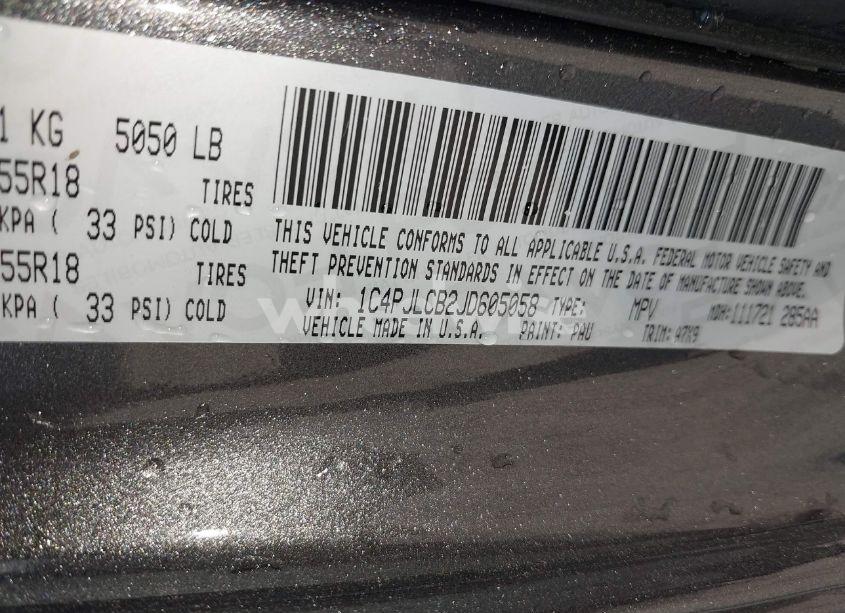 1 KG 5050 LB
55R18 TIRES
KPA ( 33 PSI) COLD
55R18 TIRES
KPA ( 33 PSI) COLD
THIS VEHICLE CONFORMS TO ALL APPLICABLE U.S.A. FEDERAL MOTOR VEHICLE SAFETY AND
THEFT PREVENTION STANDARDS IN EFFECT ON THE DATE OF MANUFACTURE SHOWN ABOVE.
VIN: 1C4PJLCB2JD605058 TYPE: MPV MDH:111721 285AA
VEHICLE MADE IN U.S.A. PAINT: PAU TRIM: A7X9